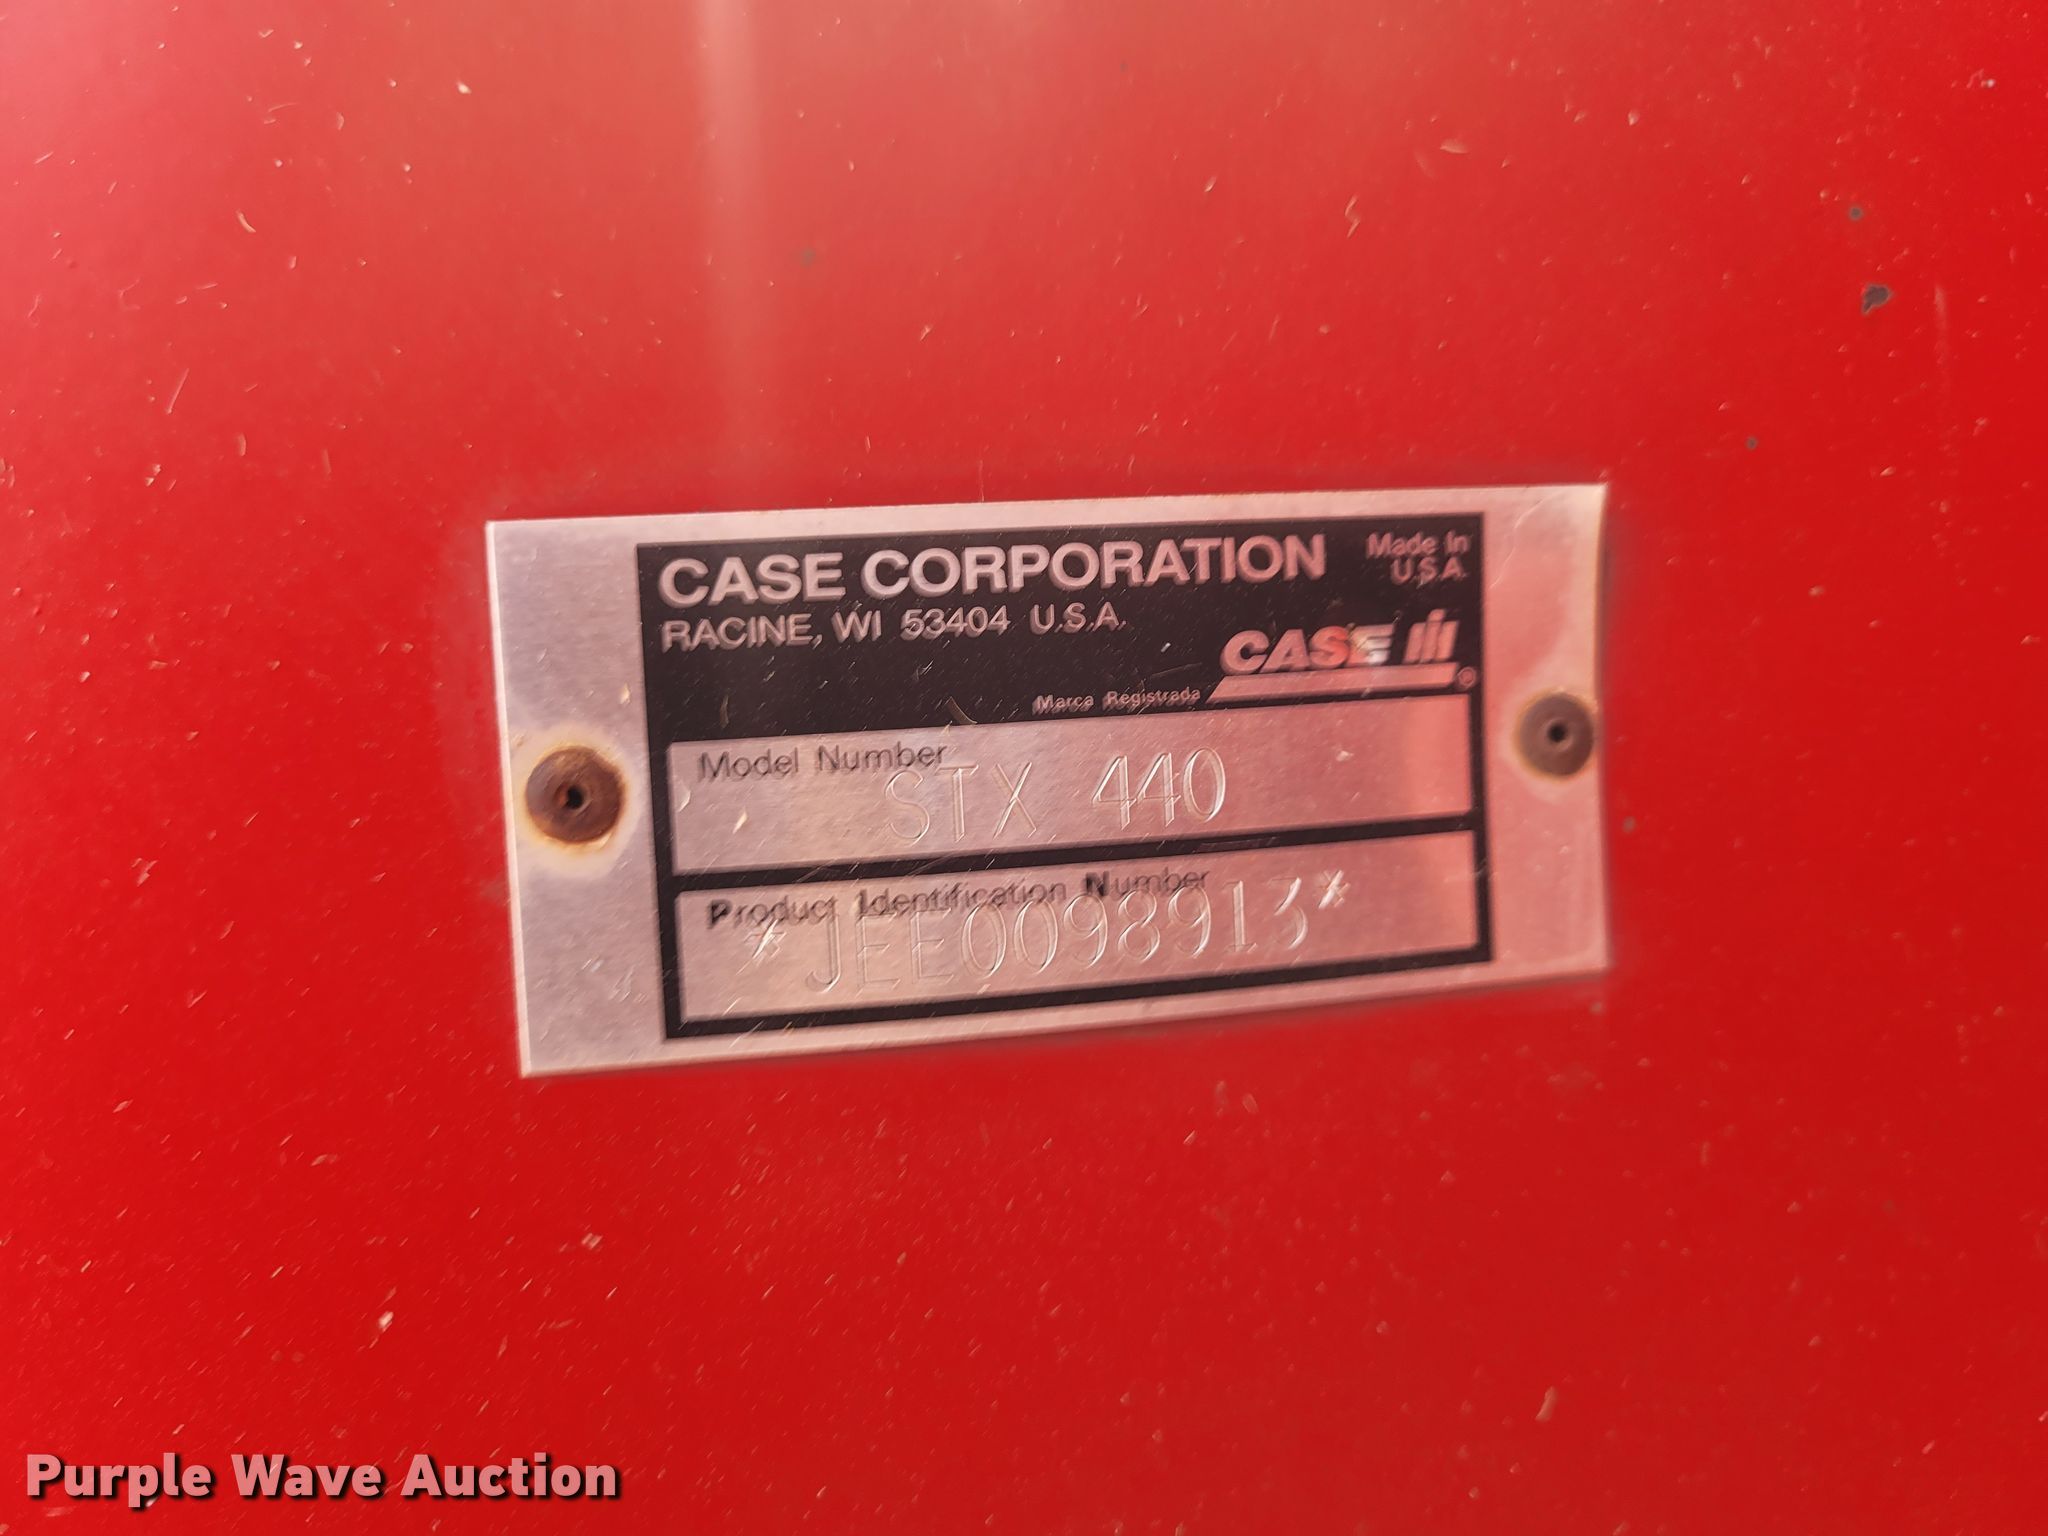 CASE CORPORATION
Made In
U.S.A.
RACINE, WI 53404 U.S.A.
CASE III
®
Marca Registrada
Model Number
STX 440
Product Identification Number
*JEE0098913*
Purple Wave Auction